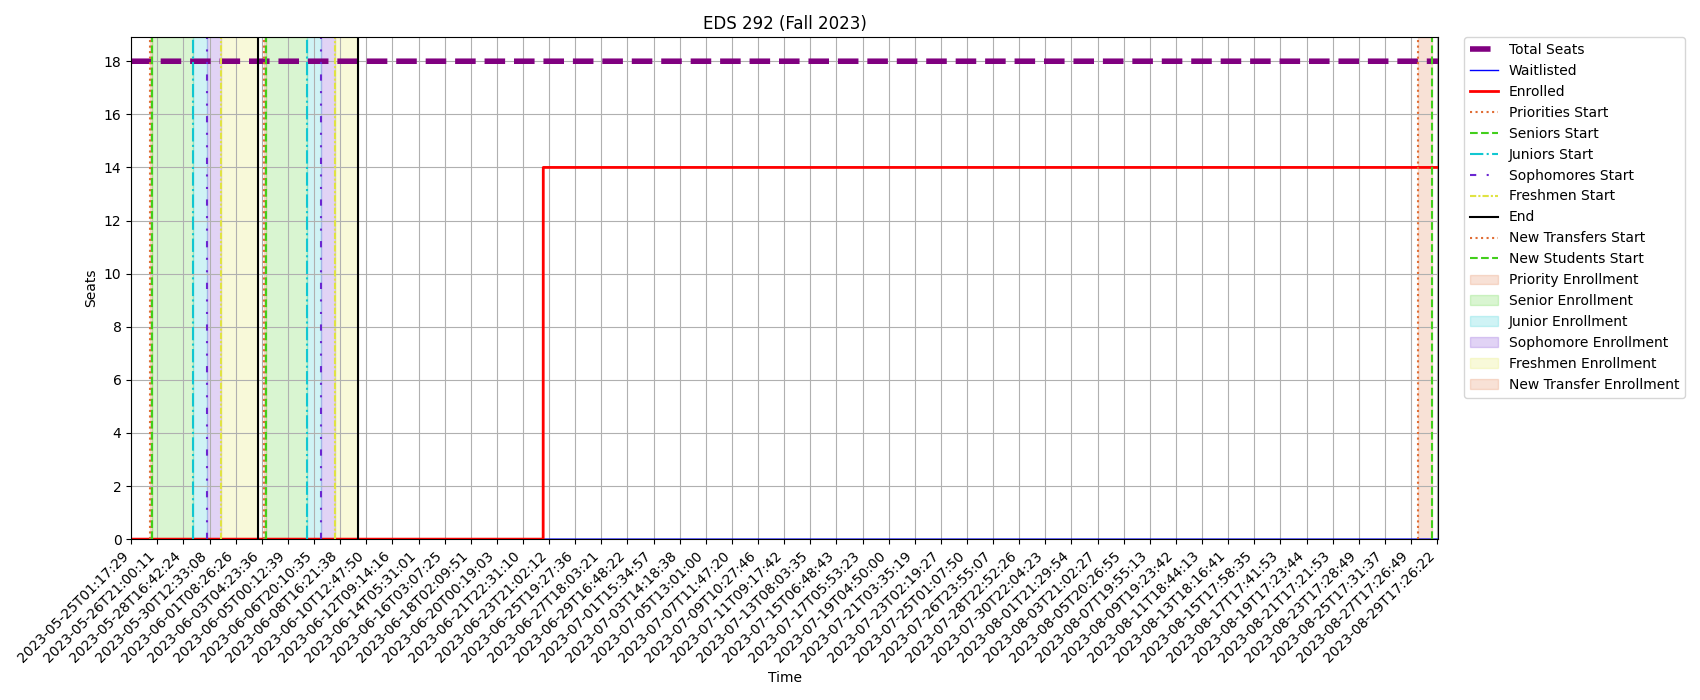 EDS 292 (Fall 2023)
Seats
18
16
14
12
10
8
6
4
2
0
2023-05-25T01:17:29
2023-05-26T21:00:11
2023-05-28T16:42:24
2023-05-30T12:33:08
2023-06-01T08:26:26
2023-06-03T04:23:36
2023-06-05T00:12:39
2023-06-06T20:10:35
2023-06-08T16:21:38
2023-06-10T12:47:50
2023-06-12T09:14:16
2023-06-14T05:31:01
2023-06-16T03:07:25
2023-06-18T02:09:51
2023-06-20T00:19:03
2023-06-21T22:31:10
2023-06-23T21:02:12
2023-06-25T19:27:36
2023-06-27T18:03:21
2023-06-29T16:48:22
2023-07-01T15:34:57
2023-07-03T14:18:38
2023-07-05T13:01:00
2023-07-07T11:47:20
2023-07-09T10:27:46
2023-07-11T09:17:42
2023-07-13T08:03:35
2023-07-15T06:48:43
2023-07-17T05:53:23
2023-07-19T04:50:00
2023-07-21T03:35:19
2023-07-23T02:19:27
2023-07-25T01:07:50
2023-07-26T23:55:07
2023-07-28T22:52:26
2023-07-30T22:04:23
2023-08-01T21:29:54
2023-08-03T21:02:27
2023-08-05T20:26:55
2023-08-07T19:55:13
2023-08-09T19:23:42
2023-08-11T18:44:13
2023-08-13T18:16:41
2023-08-15T17:58:35
2023-08-17T17:41:53
2023-08-19T17:23:44
2023-08-21T17:21:53
2023-08-23T17:28:49
2023-08-25T17:31:37
2023-08-27T17:26:49
2023-08-29T17:26:22
Time
Total Seats
Waitlisted
Enrolled
Priorities Start
Seniors Start
Juniors Start
Sophomores Start
Freshmen Start
End
New Transfers Start
New Students Start
Priority Enrollment
Senior Enrollment
Junior Enrollment
Sophomore Enrollment
Freshmen Enrollment
New Transfer Enrollment